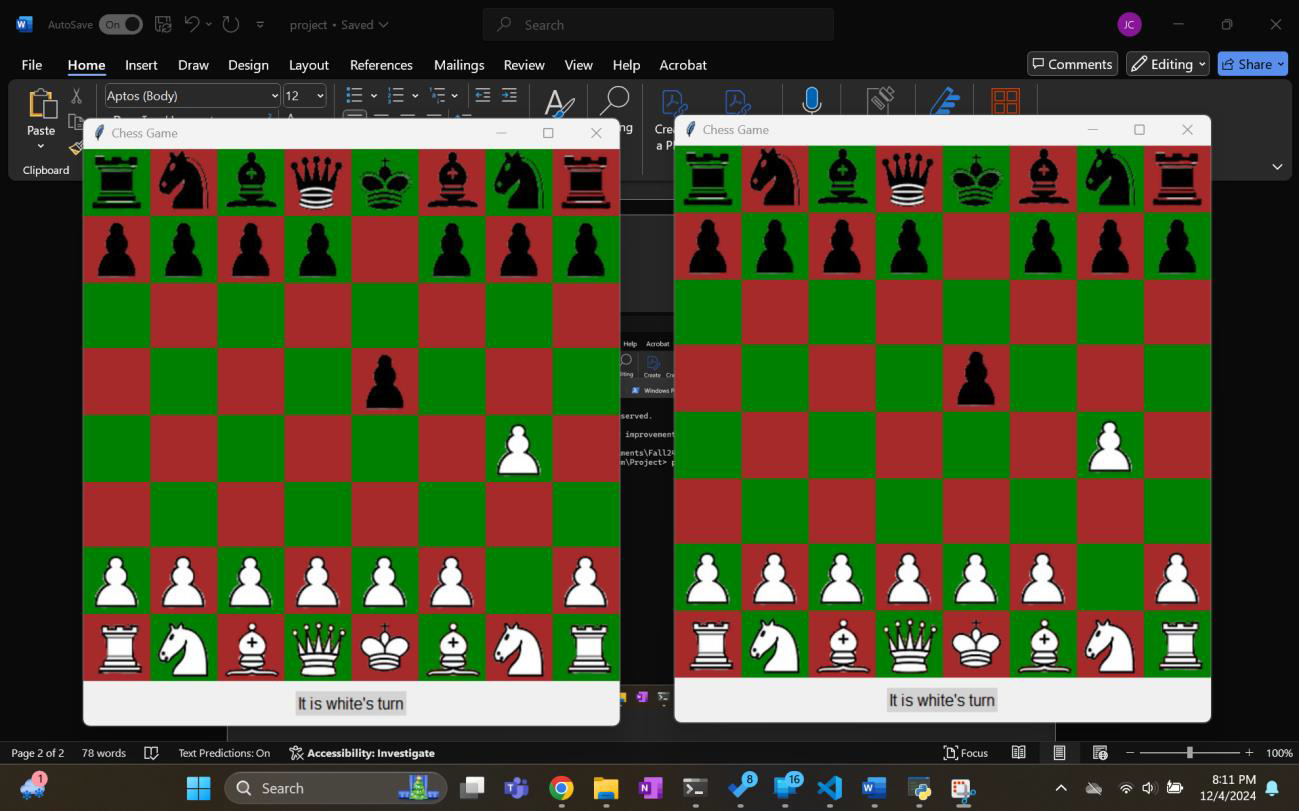 AutoSave On project • Saved Search JC
File Home Insert Draw Design Layout References Mailings Review View Help Acrobat Comments Editing Share
Aptos (Body) 12
Paste
Clipboard
Chess Game
Chess Game
Help Acrobat
Create
served.
improvement
It is white's turn
It is white's turn
Page 2 of 2 78 words Text Predictions: On Accessibility: Investigate Focus 100%
1 Search 8 16 8:11 PM
12/4/2024